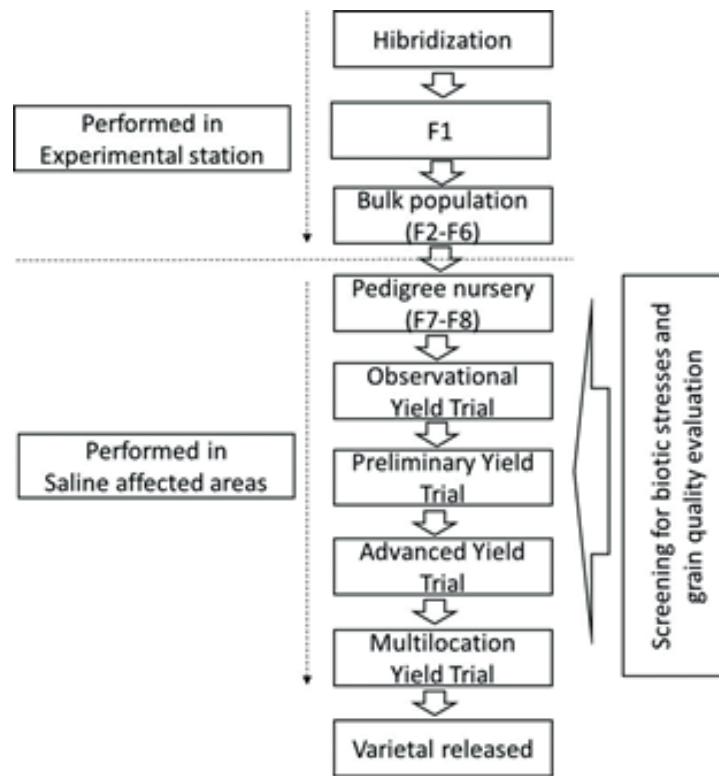 Hibridization
F1
Performed in
Experimental station
Bulk population
(F2-F6)
Pedigree nursery
(F7-F8)
Observational
Yield Trial
Performed in
Saline affected areas
Preliminary Yield
Trial
Advanced Yield
Trial
Multilocation
Yield Trial
Varietal released
Screening for biotic stresses and
grain quality evaluation